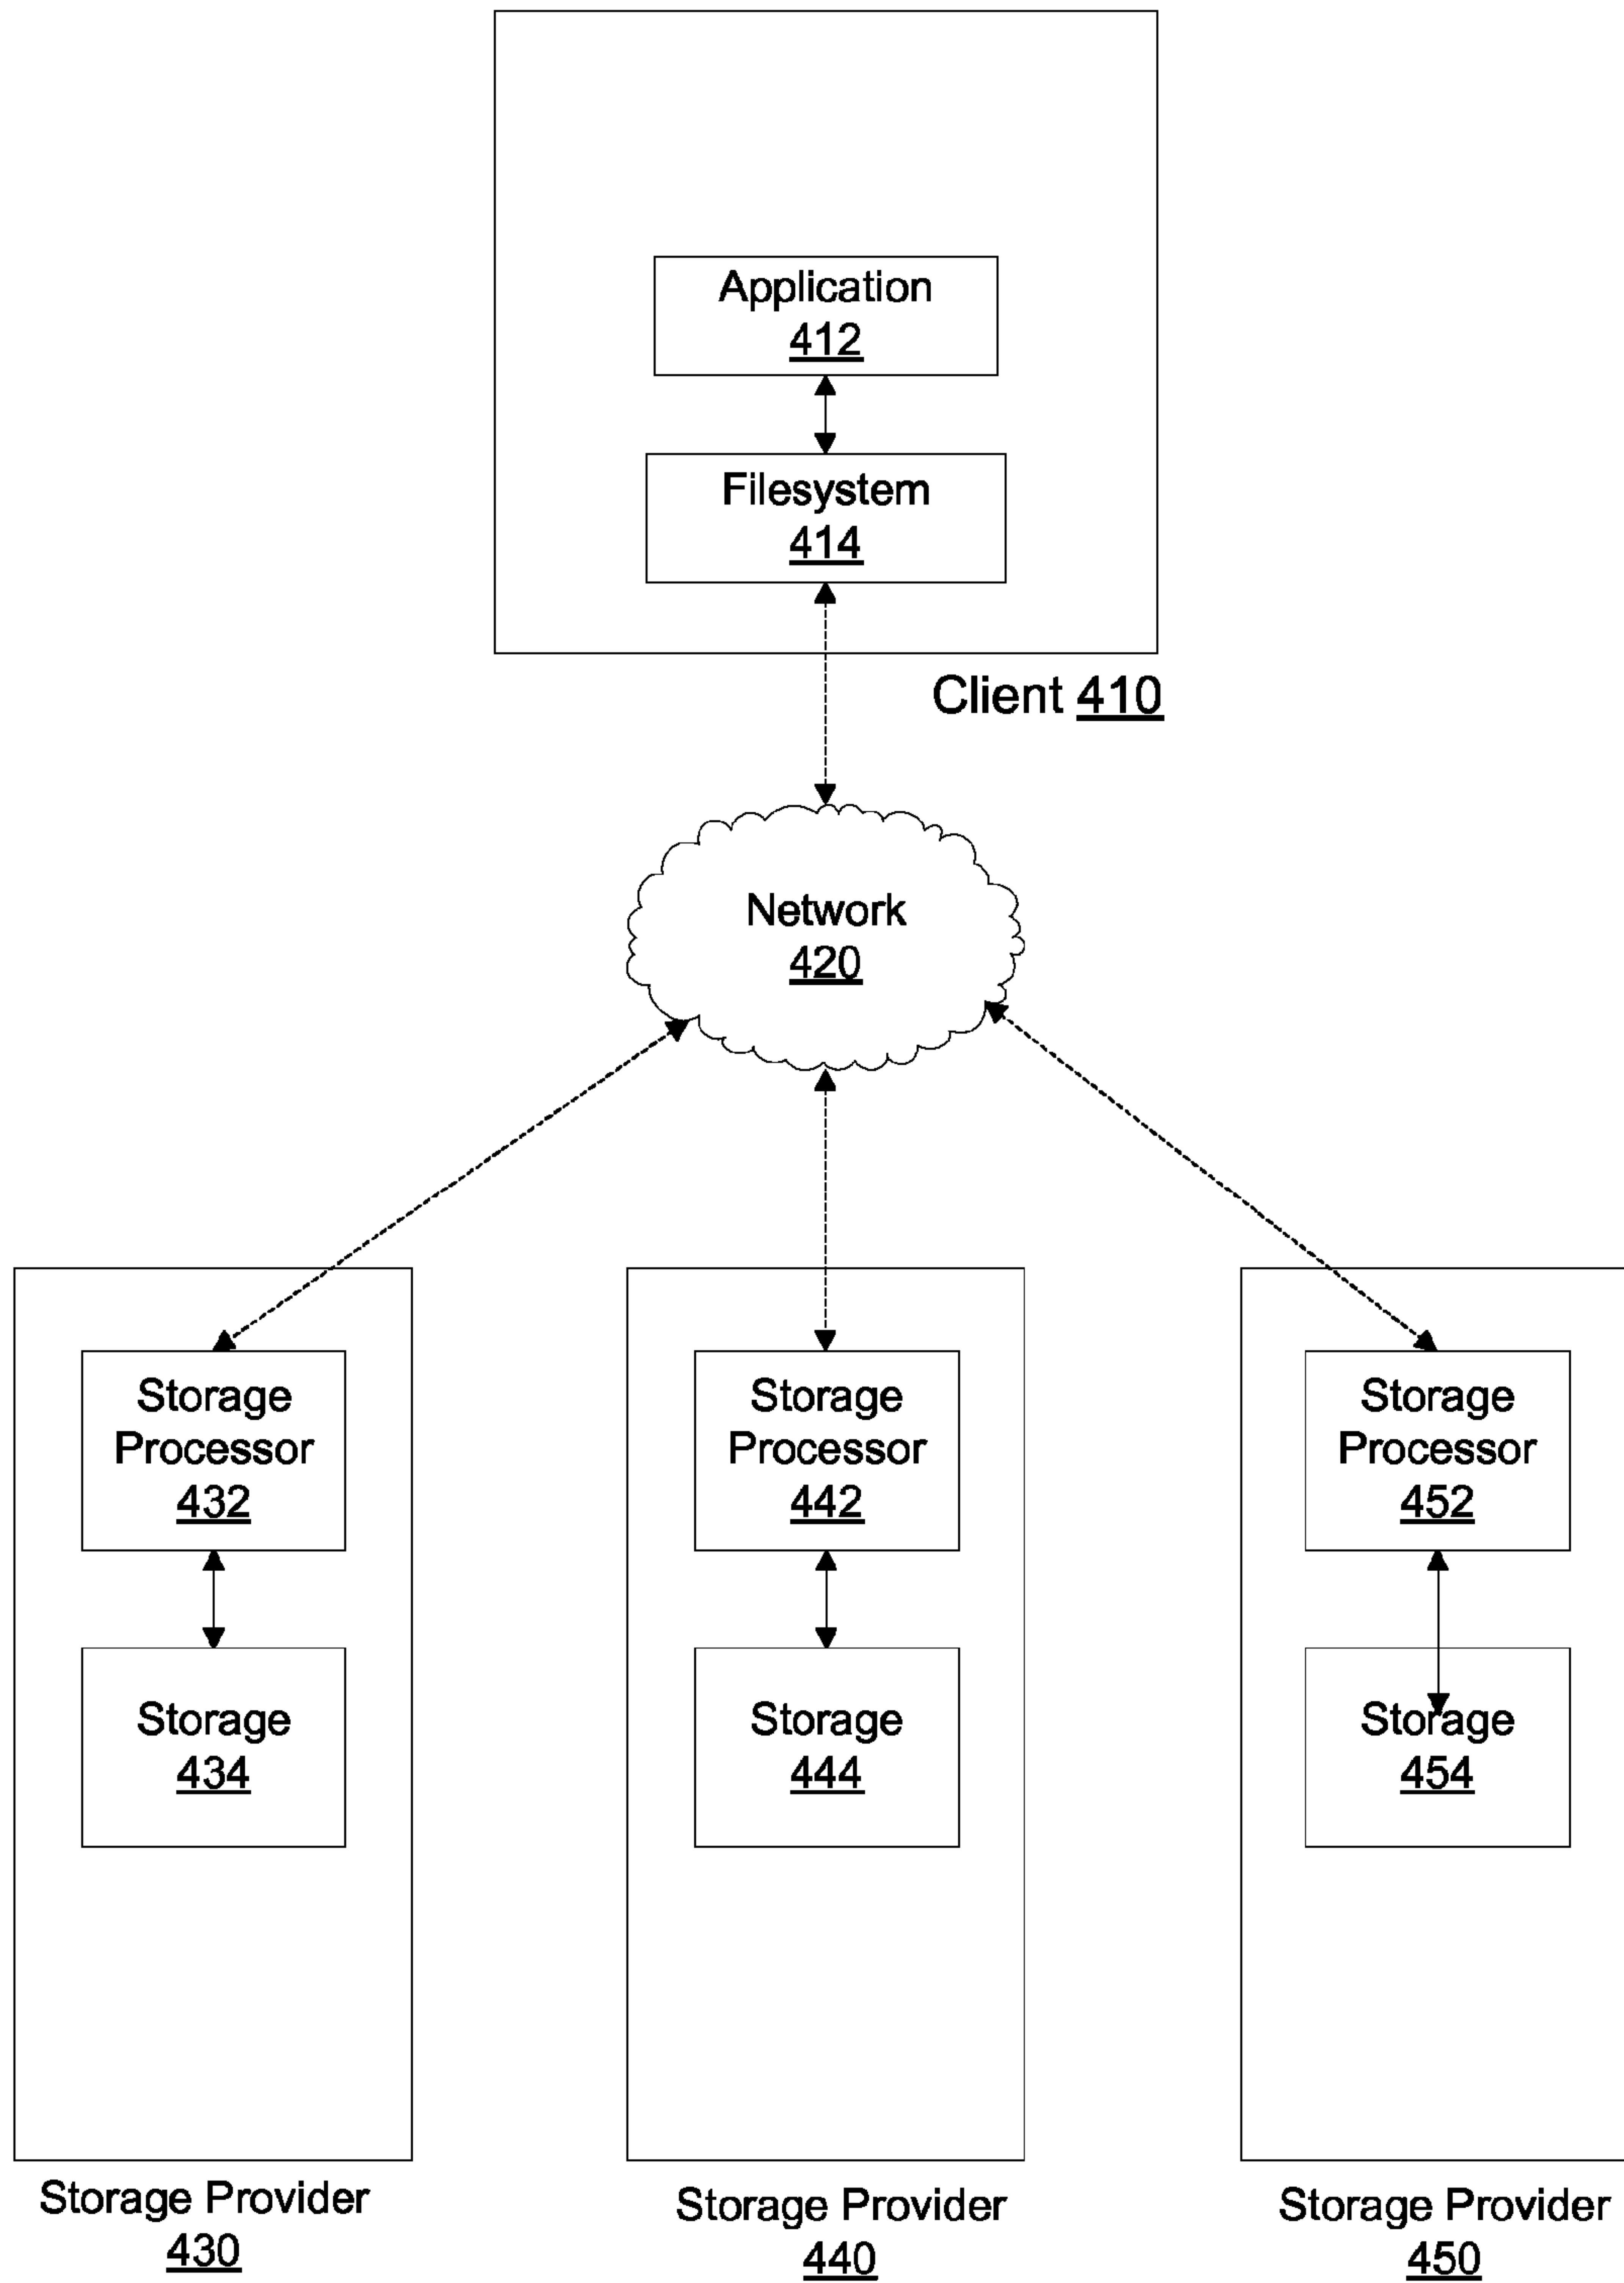 Application
412
Filesystem
414
Client 410
Network
420
Storage
Processor
432
Storage
434
Storage Provider
430
Storage
Processor
442
Storage
444
Storage Provider
440
Storage
Processor
452
Storage
454
Storage Provider
450